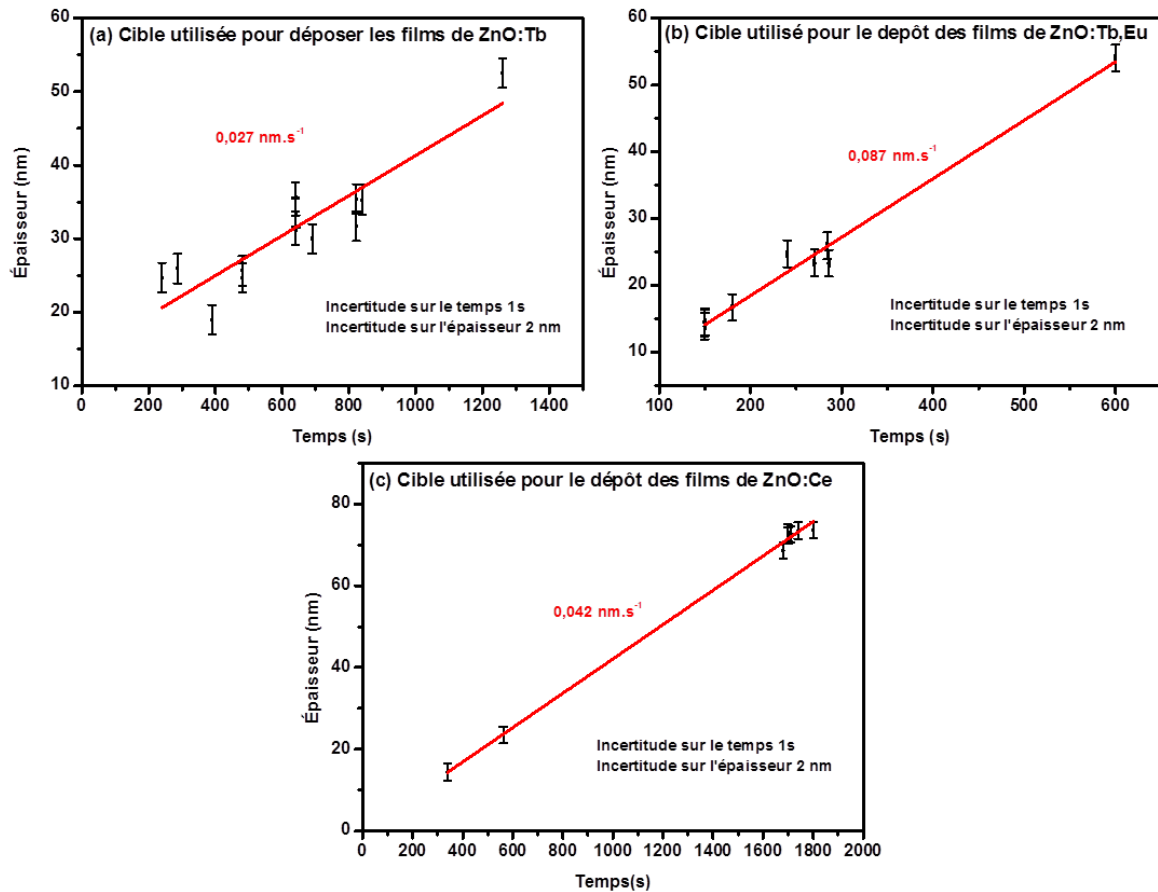 (a) Cible utilisée pour déposer les films de ZnO:Tb
60
50
40
30
20
10
Épaisseur (nm)
0,027 nm.s⁻¹
Incertitude sur le temps 1s
Incertitude sur l'épaisseur 2 nm
0 200 400 600 800 1000 1200 1400
Temps (s)
(b) Cible utilisé pour le depôt des films de ZnO:Tb,Eu
60
50
40
30
20
10
Épaisseur (nm)
0,087 nm.s⁻¹
Incertitude sur le temps 1s
Incertitude sur l'épaisseur 2 nm
100 200 300 400 500 600
Temps (s)
(c) Cible utilisée pour le dépôt des films de ZnO:Ce
80
60
40
20
0
Épaisseur (nm)
0,042 nm.s⁻¹
Incertitude sur le temps 1s
Incertitude sur l'épaisseur 2 nm
0 200 400 600 800 1000 1200 1400 1600 1800 2000
Temps(s)